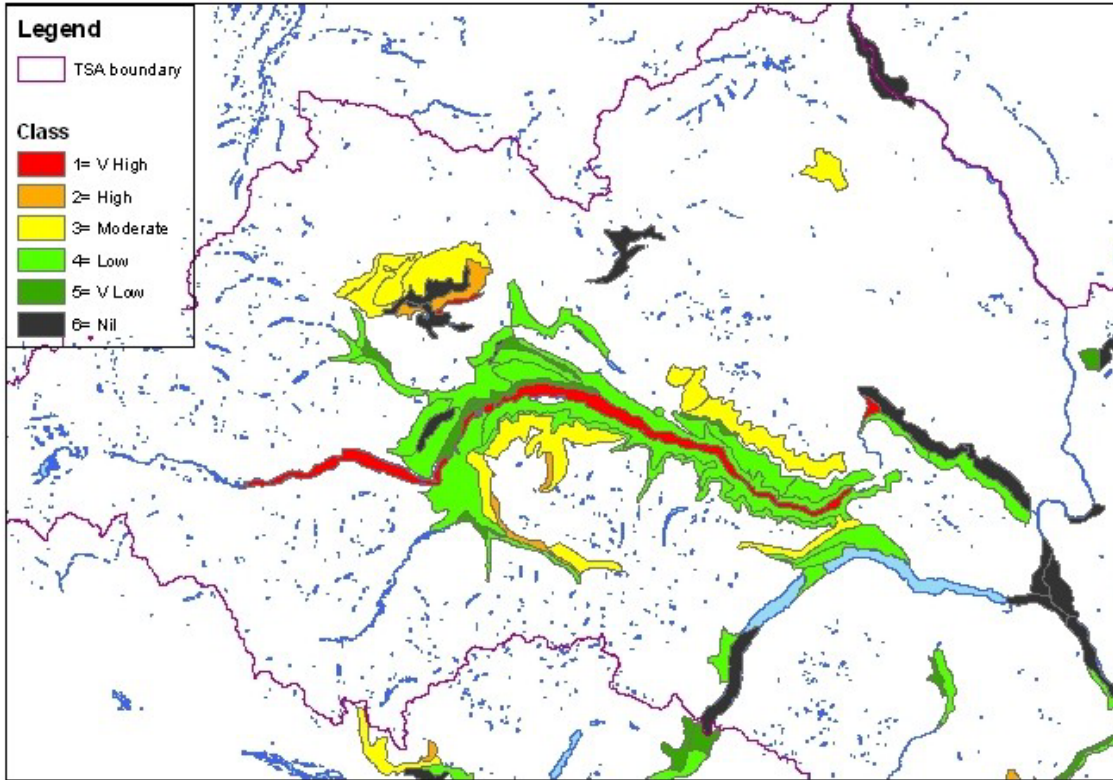 Legend
TSA boundary
Class
1= V High
2= High
3= Moderate
4= Low
5= V Low
6= Nil